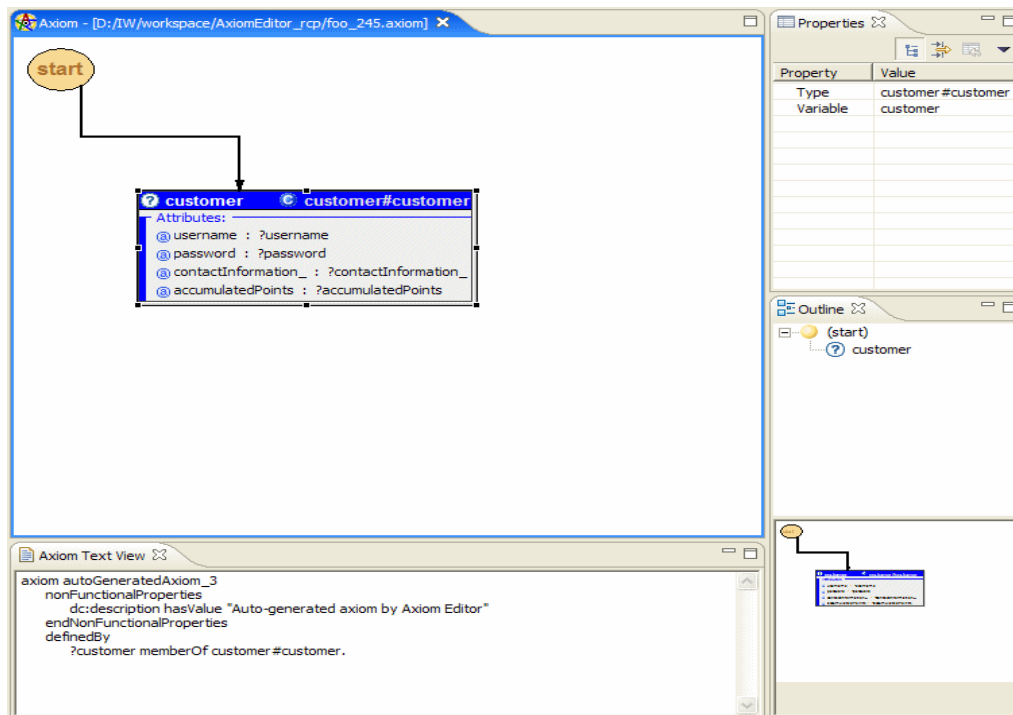 Axiom - [D:/IW/workspace/AxiomEditor_rcp/foo_245.axiom]
start
customer customer#customer
Attributes:
username : ?username
password : ?password
contactInformation_ : ?contactInformation_
accumulatedPoints : ?accumulatedPoints
Axiom Text View
axiom autoGeneratedAxiom_3
nonFunctionalProperties
dc:description hasValue "Auto-generated axiom by Axiom Editor"
endNonFunctionalProperties
definedBy
?customer memberOf customer#customer.
Properties
Property Value
Type customer#customer
Variable customer
Outline
(start)
customer